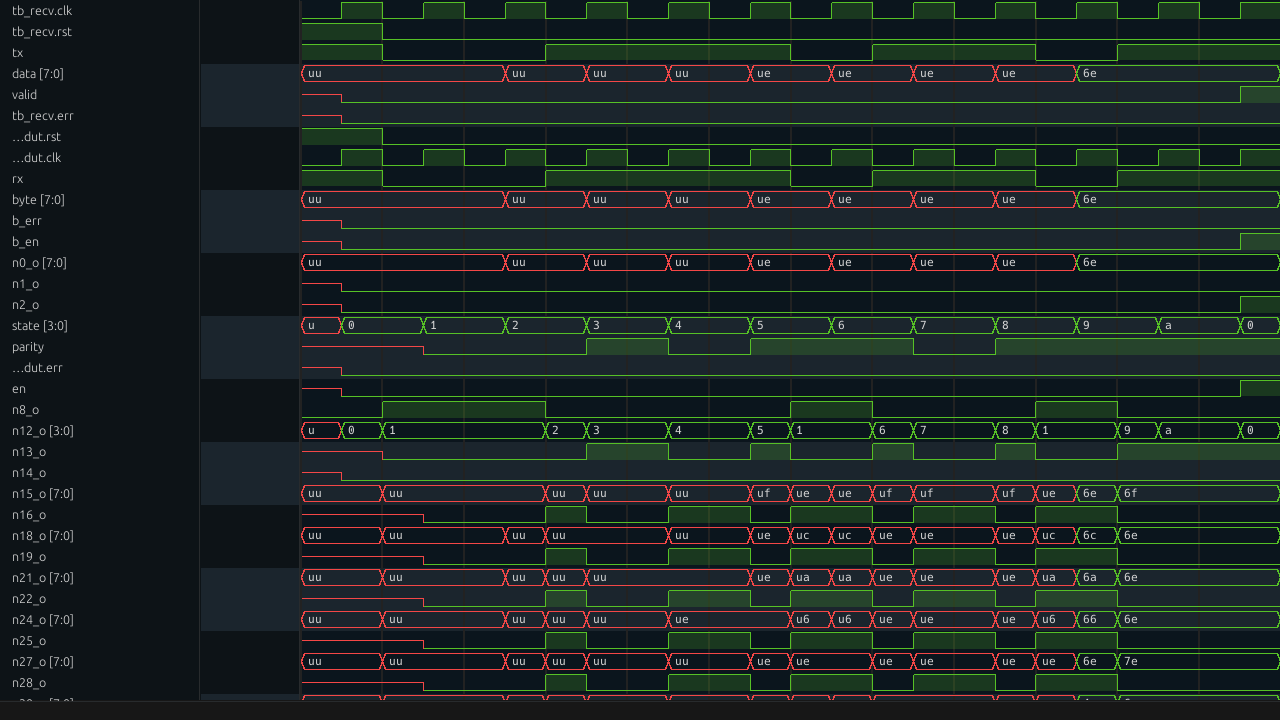 tb_recv.clk
tb_recv.rst
tx
data [7:0] uu uu uu uu ue ue ue ue 6e
valid
tb_recv.err
...dut.rst
...dut.clk
rx
byte [7:0] uu uu uu uu ue ue ue ue 6e
b_err
b_en
n0_o [7:0] uu uu uu uu ue ue ue ue 6e
n1_o
n2_o
state [3:0] u 0 1 2 3 4 5 6 7 8 9 a 0
parity
...dut.err
en
n8_o
n12_o [3:0] u 0 1 2 3 4 5 1 6 7 8 1 9 a 0
n13_o
n14_o
n15_o [7:0] uu uu uu uu uu uf ue ue uf uf uf ue 6e 6f
n16_o
n18_o [7:0] uu uu uu uu uu ue uc uc ue ue ue uc 6c 6e
n19_o
n21_o [7:0] uu uu uu uu uu ue ua ua ue ue ue ua 6a 6e
n22_o
n24_o [7:0] uu uu uu uu uu ue u6 u6 ue ue ue u6 66 6e
n25_o
n27_o [7:0] uu uu uu uu uu uu ue ue ue ue ue ue 6e 7e
n28_o